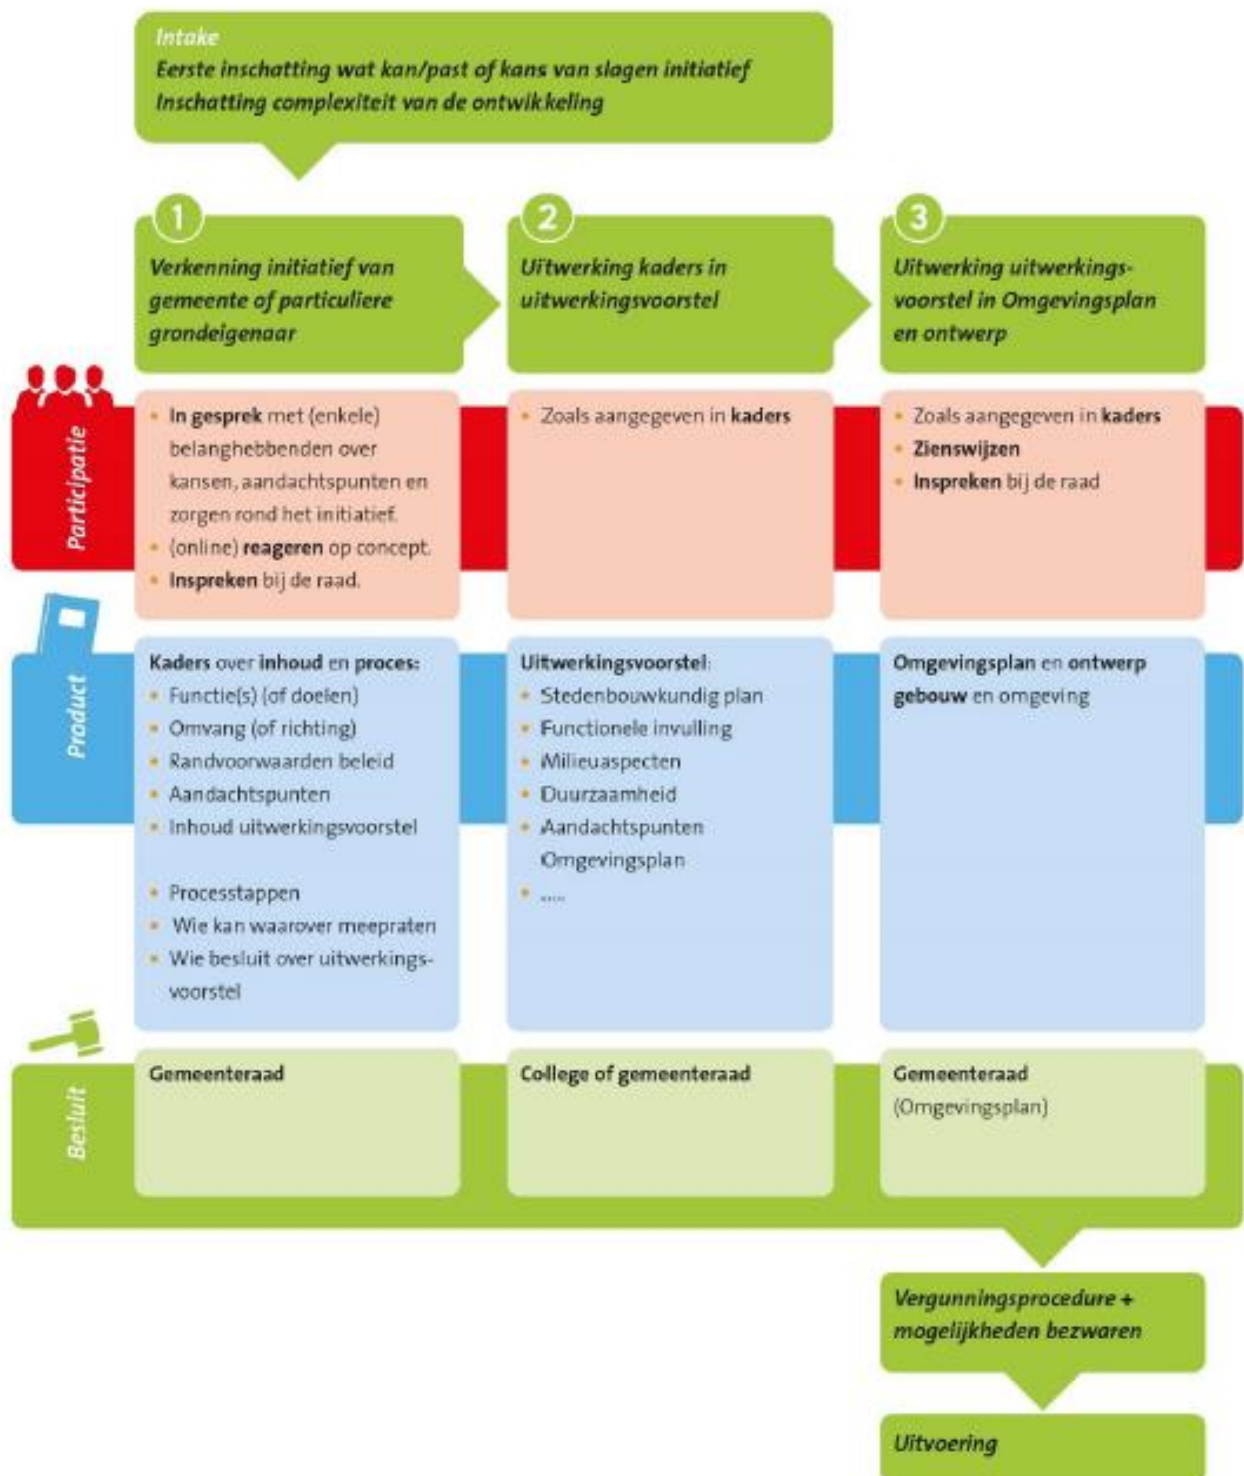 Intake
Eerste inschatting wat kan/past of kans van slagen initiatief
Inschatting complexiteit van de ontwikkeling
1
Verkenning initiatief van
gemeente of particuliere
grondeigenaar
2
Uitwerking kaders in
uitwerkingsvoorstel
3
Uitwerking uitwerkings-
voorstel in Omgevingsplan
en ontwerp
Participatie
• In gesprek met (enkele)
belanghebbenden over
kansen, aandachtspunten en
zorgen rond het initiatief.
• (online) reageren op concept.
• Inspreken bij de raad.
• Zoals aangegeven in kaders
• Zoals aangegeven in kaders
• Zienswijzen
• Inspreken bij de raad
Product
Kaders over inhoud en proces:
• Functie(s) (of doelen)
• Omvang (of richting)
• Randvoorwaarden beleid
• Aandachtspunten
• Inhoud uitwerkingsvoorstel
• Processtappen
• Wie kan waarover meepraten
• Wie besluit over uitwerkings-
voorstel
Uitwerkingsvoorstel:
• Stedenbouwkundig plan
• Functionele invulling
• Milieuaspecten
• Duurzaamheid
• Aandachtspunten
Omgevingsplan
• .....
Omgevingsplan en ontwerp
gebouw en omgeving
Besluit
Gemeenteraad
College of gemeenteraad
Gemeenteraad
(Omgevingsplan)
Vergunningsprocedure +
mogelijkheden bezwaren
Uitvoering